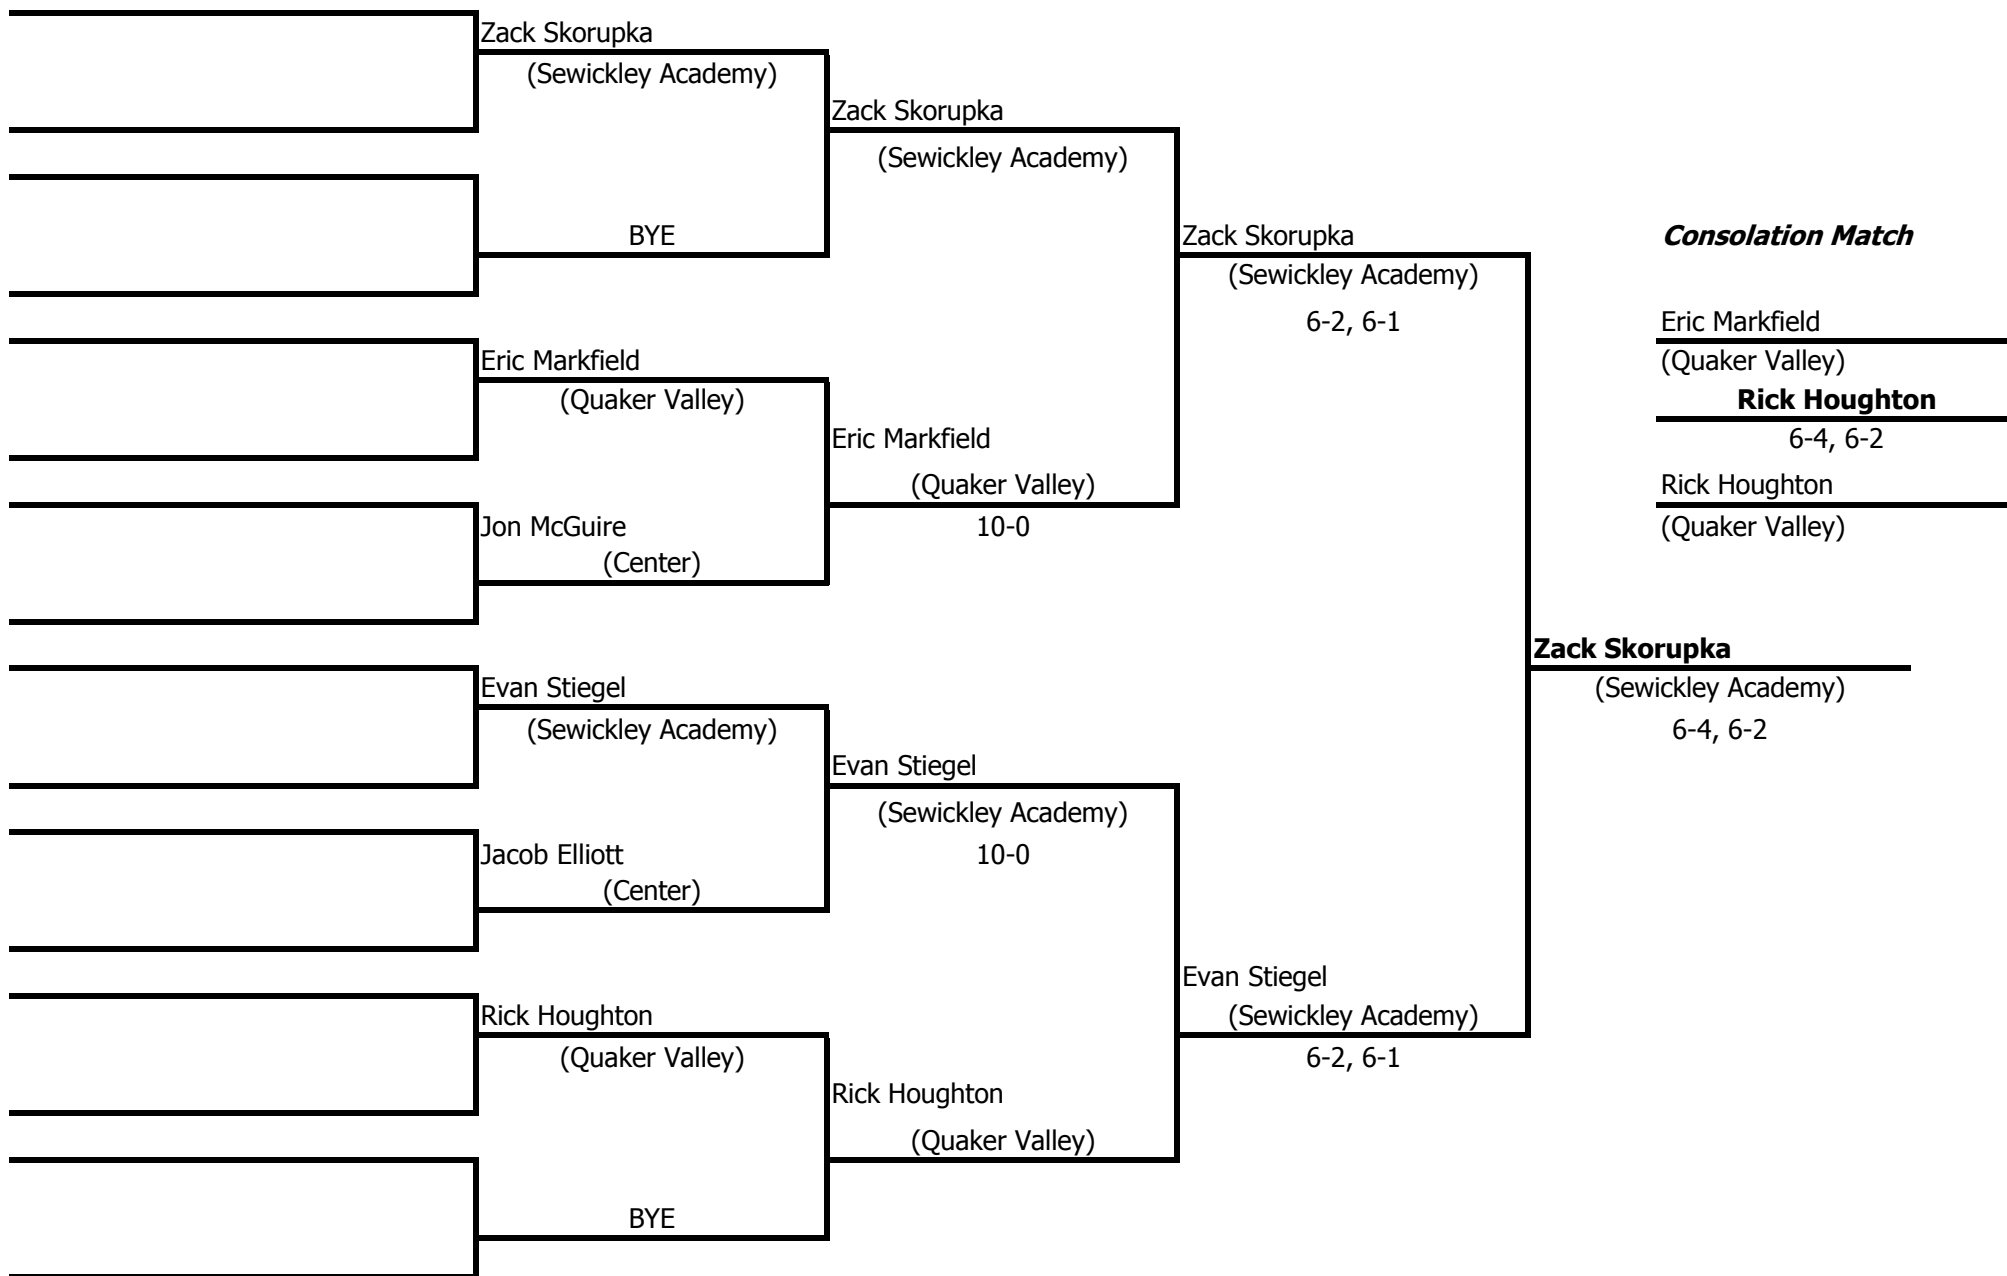 Zack Skorupka
(Sewickley Academy)
BYE
Eric Markfield
(Quaker Valley)
Jon McGuire
(Center)
Evan Stiegel
(Sewickley Academy)
Jacob Elliott
(Center)
Rick Houghton
(Quaker Valley)
BYE
Zack Skorupka
(Sewickley Academy)
Eric Markfield
(Quaker Valley)
10-0
Evan Stiegel
(Sewickley Academy)
10-0
Rick Houghton
(Quaker Valley)
Zack Skorupka
(Sewickley Academy)
6-2, 6-1
Evan Stiegel
(Sewickley Academy)
6-2, 6-1
Zack Skorupka
(Sewickley Academy)
6-4, 6-2
Consolation Match
Eric Markfield
(Quaker Valley)
Rick Houghton
6-4, 6-2
Rick Houghton
(Quaker Valley)